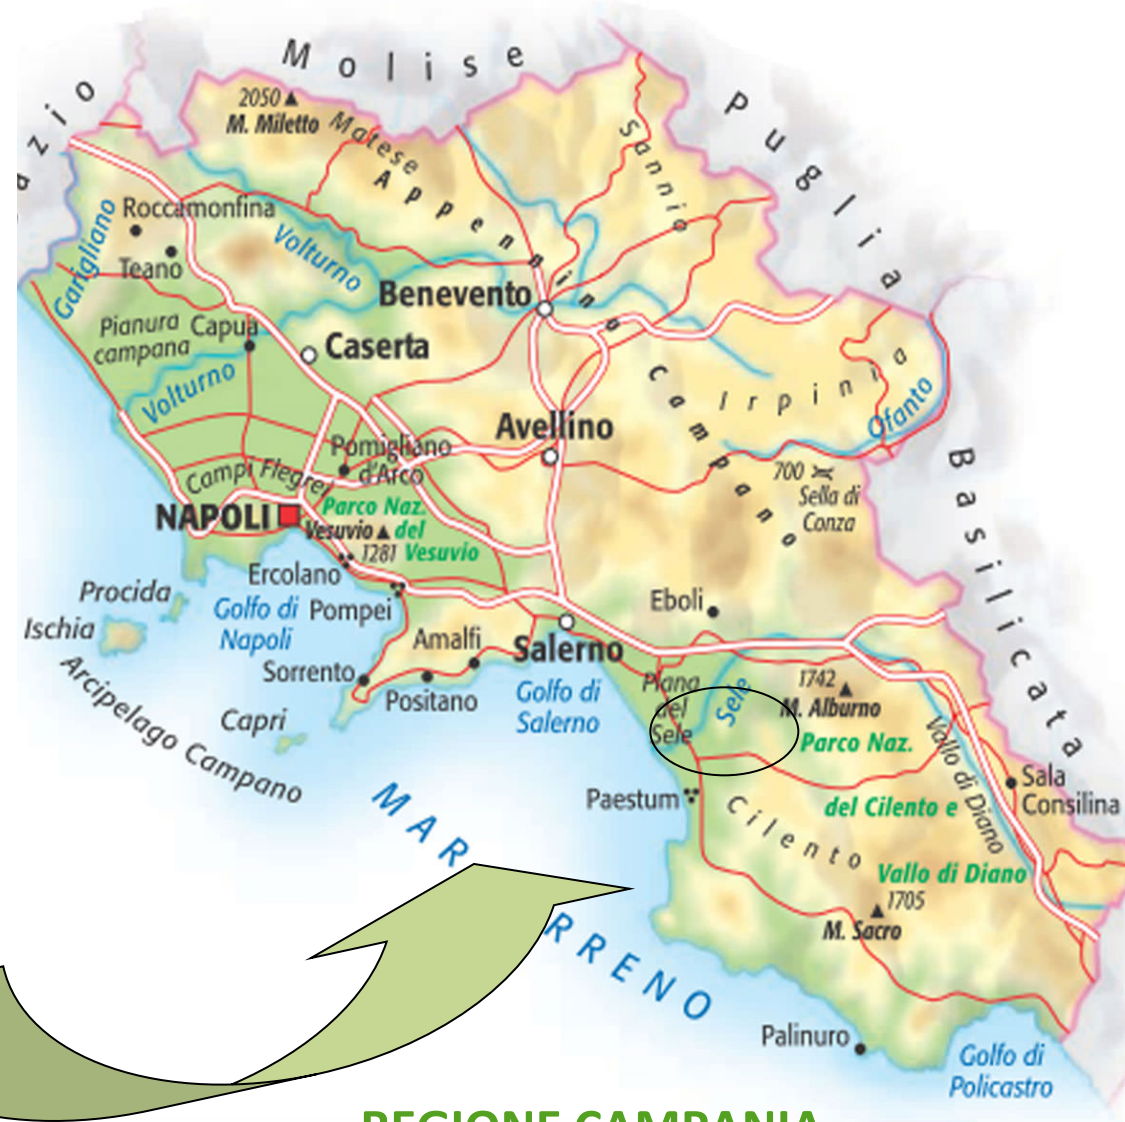 Molise
azio
Puglia
2050
M. Miletto
Matese
Sannio
Appennino Campano
Roccamonfina
Garigliano
Teano
Volturno
Benevento
Pianura
campana
Capua
Caserta
Volturno
Irpinia
Ofanto
Avellino
Basilicata
Pomigliano
d'Arco
Campi Flegrei
700
Sella di
Conza
NAPOLI
Parco Naz.
del
Vesuvio
Vesuvio
1281
Ercolano
Procida
Golfo di
Napoli
Pompei
Eboli
Ischia
Amalfi
Salerno
Sorrento
Positano
Golfo di
Salerno
Piana
del
Sele
Sele
1742
M. Alburno
Capri
Arcipelago Campano
Parco Naz.
del Cilento e
Vallo di Diano
Vallo di Diano
Sala
Consilina
Paestum
Cilento
MAR RRENO
1705
M. Sacro
Palinuro
Golfo di
Policastro
REGIONE CAMPANIA